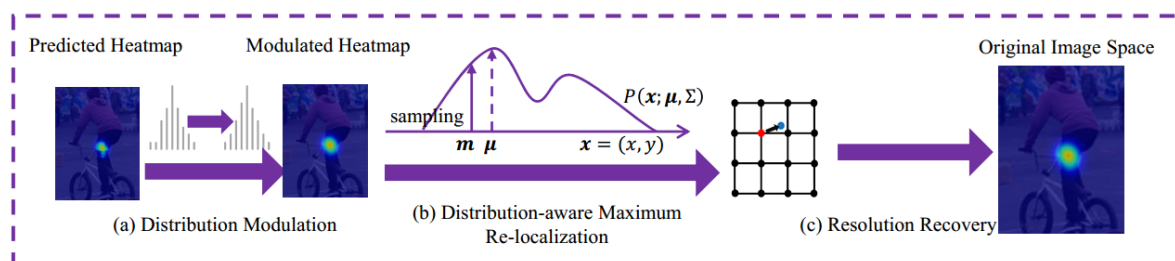 Predicted Heatmap
Modulated Heatmap
Original Image Space
sampling
P(x; μ, Σ)
m μ
x = (x, y)
(a) Distribution Modulation
(b) Distribution-aware Maximum
Re-localization
(c) Resolution Recovery